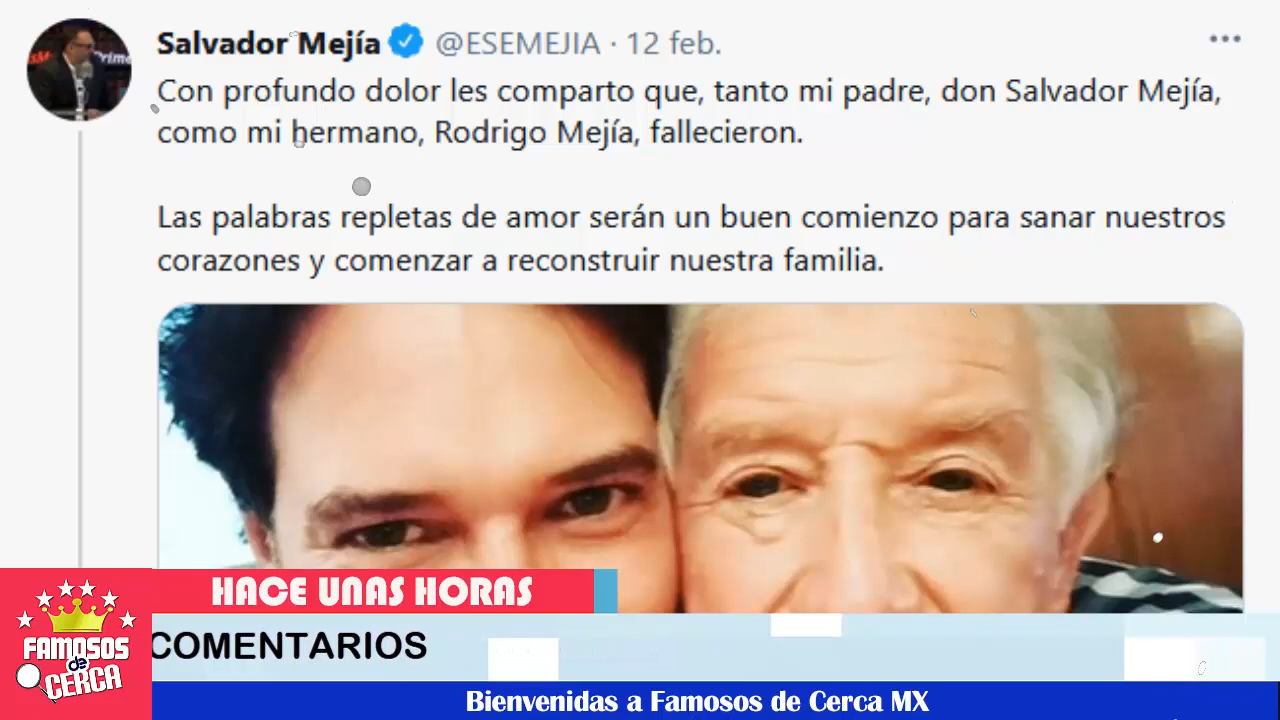 Salvador Mejía @ESEMEJIA · 12 feb.
Con profundo dolor les comparto que, tanto mi padre, don Salvador Mejía,
como mi hermano, Rodrigo Mejía, fallecieron.
Las palabras repletas de amor serán un buen comienzo para sanar nuestros
corazones y comenzar a reconstruir nuestra familia.
HACE UNAS HORAS
COMENTARIOS
FAMOSOS
de
CERCA
Bienvenidas a Famosos de Cerca MX